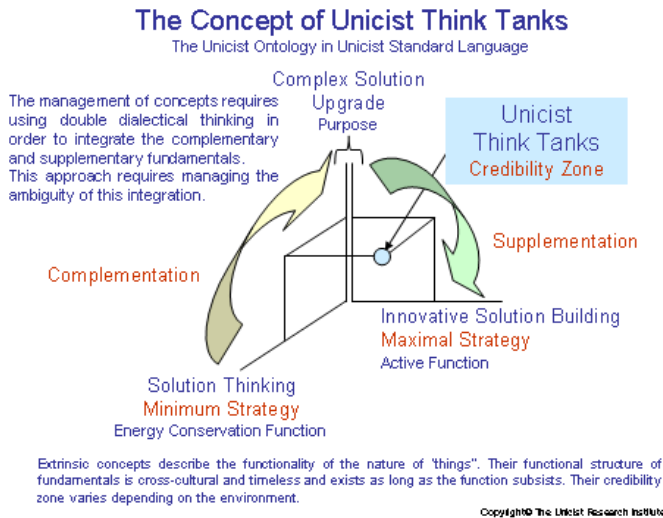 The Concept of Unicist Think Tanks
The Unicist Ontology in Unicist Standard Language
Complex Solution
Upgrade
Purpose
The management of concepts requires
using double dialectical thinking in
order to integrate the complementary
and supplementary fundamentals.
This approach requires managing the
ambiguity of this integration.
Unicist
Think Tanks
Credibility Zone
Supplementation
Complementation
Innovative Solution Building
Maximal Strategy
Active Function
Solution Thinking
Minimum Strategy
Energy Conservation Function
Extrinsic concepts describe the functionality of the nature of 'things". Their functional structure of
fundamentals is cross-cultural and timeless and exists as long as the function subsists. Their credibility
zone varies depending on the environment.
Copyright© The Unicist Research Institute